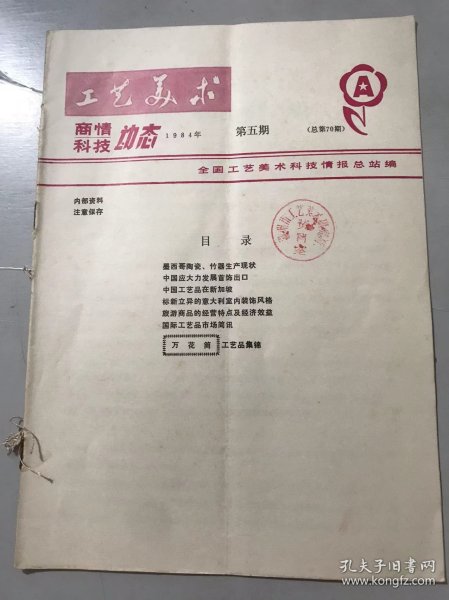 工艺美术
商情
科技
动态
1984年
第五期
(总第70期)
A
全国工艺美术科技情报总站编
内部资料
注意保存
目录
墨西哥陶瓷、竹器生产现状
中国应大力发展首饰出口
中国工艺品在新加坡
标新立异的意大利室内装饰风格
旅游商品的经营特点及经济效益
国际工艺品市场简讯
万花筒 工艺品集锦
孔夫子旧书网
www.kongfz.com